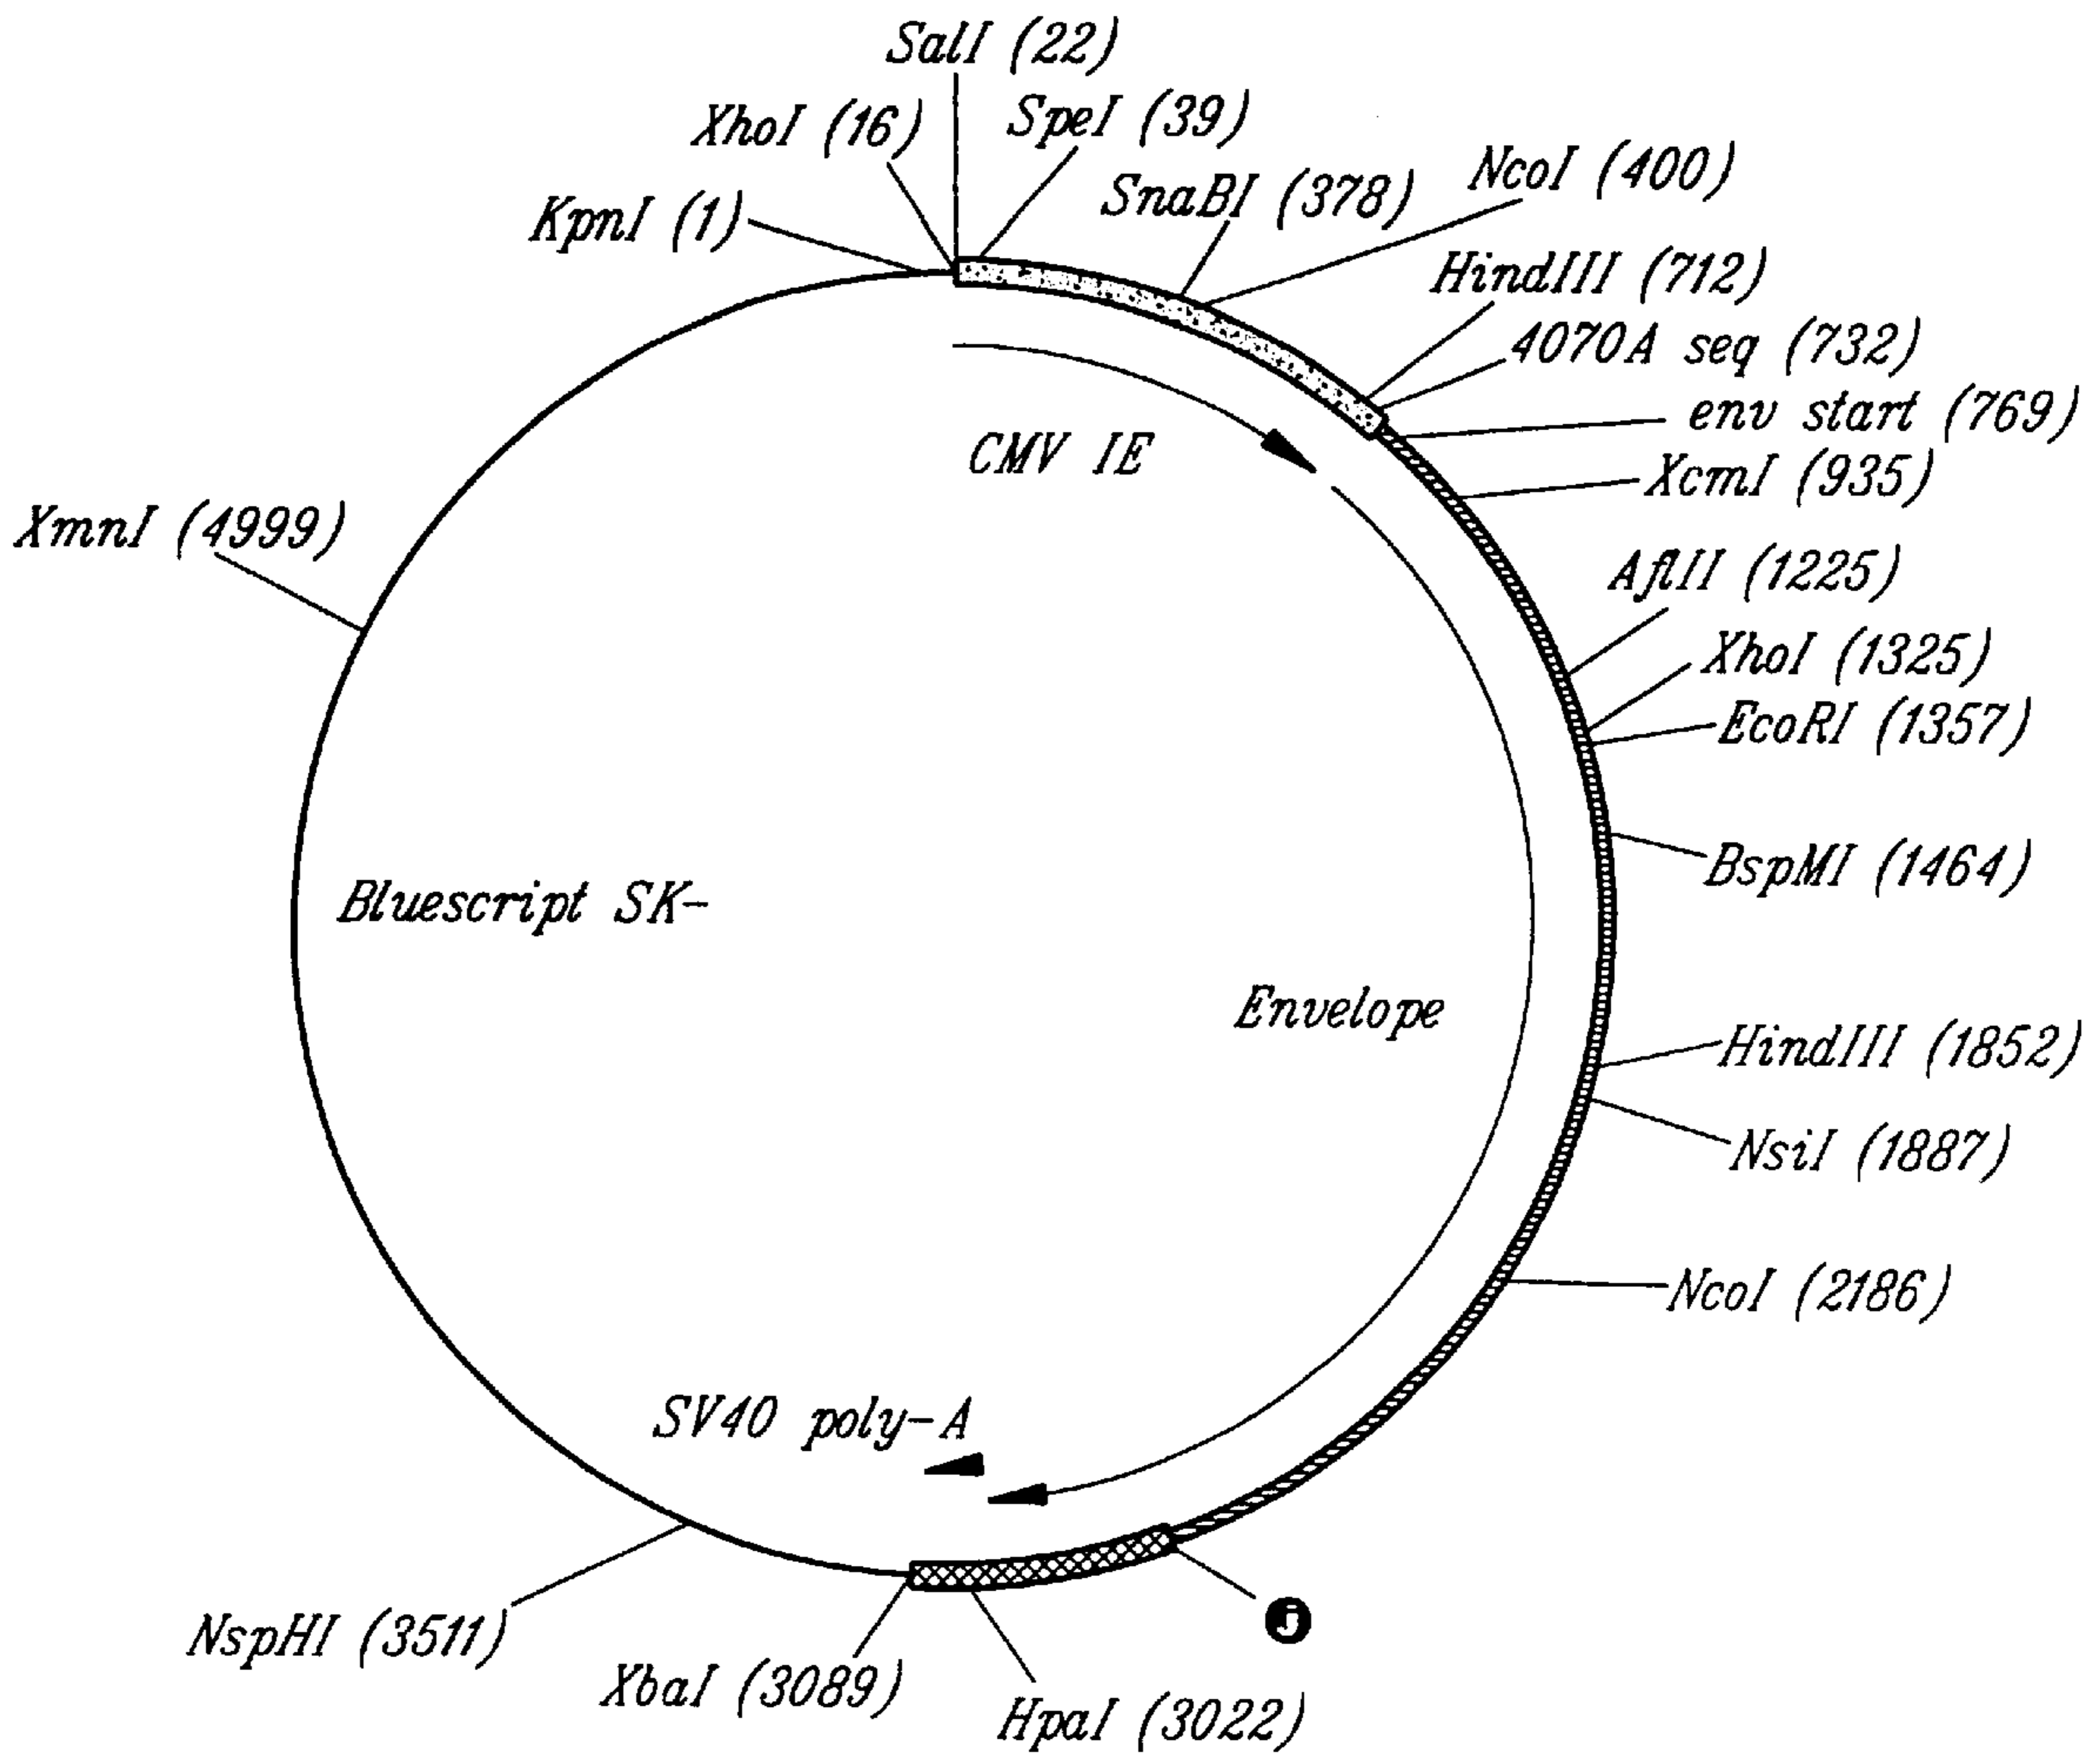 SalI (22)
XhoI (16)
SpeI (39)
NcoI (400)
SnaBI (378)
KpnI (1)
HindIII (712)
4070A seq (732)
env start (769)
CMV IE
XcmI (935)
XmnI (4999)
AflII (1225)
XhoI (1325)
EcoRI (1357)
BspMI (1464)
Bluescript SK-
Envelope
HindIII (1852)
NsiI (1887)
NcoI (2186)
SV40 poly-A
j
NspHI (3511)
XbaI (3089)
HpaI (3022)